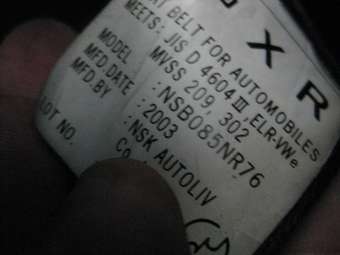 U X R
AT BELT FOR AUTOMOBILES
MEETS: JIS D 4604 III, ELR-VWe
MVSS 209 302
MODEL : NSB085NR76
MFD DATE : 2003
MFD.BY : NSK AUTOLIV
Co.
LOT NO.